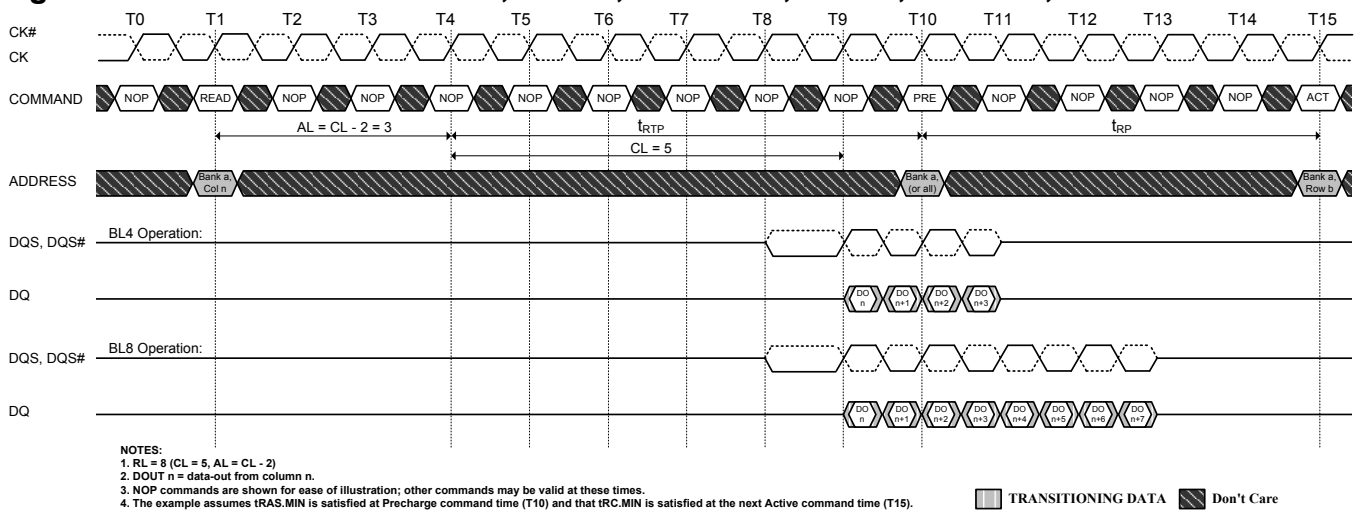 T0 T1 T2 T3 T4 T5 T6 T7 T8 T9 T10 T11 T12 T13 T14 T15
CK#
CK
COMMAND NOP READ NOP NOP NOP NOP NOP NOP NOP NOP PRE NOP NOP NOP NOP ACT
AL = CL - 2 = 3 tRTP tRP
CL = 5
ADDRESS Bank a, Col n Bank a, (or all) Bank a, Row b
DQS, DQS# BL4 Operation:
DQ DO n DO n+1 DO n+2 DO n+3
DQS, DQS# BL8 Operation:
DQ DO n DO n+1 DO n+2 DO n+3 DO n+4 DO n+5 DO n+6 DO n+7
NOTES:
1. RL = 8 (CL = 5, AL = CL - 2)
2. DOUT n = data-out from column n.
3. NOP commands are shown for ease of illustration; other commands may be valid at these times.
4. The example assumes tRAS.MIN is satisfied at Precharge command time (T10) and that tRC.MIN is satisfied at the next Active command time (T15).
TRANSITIONING DATA Don't Care